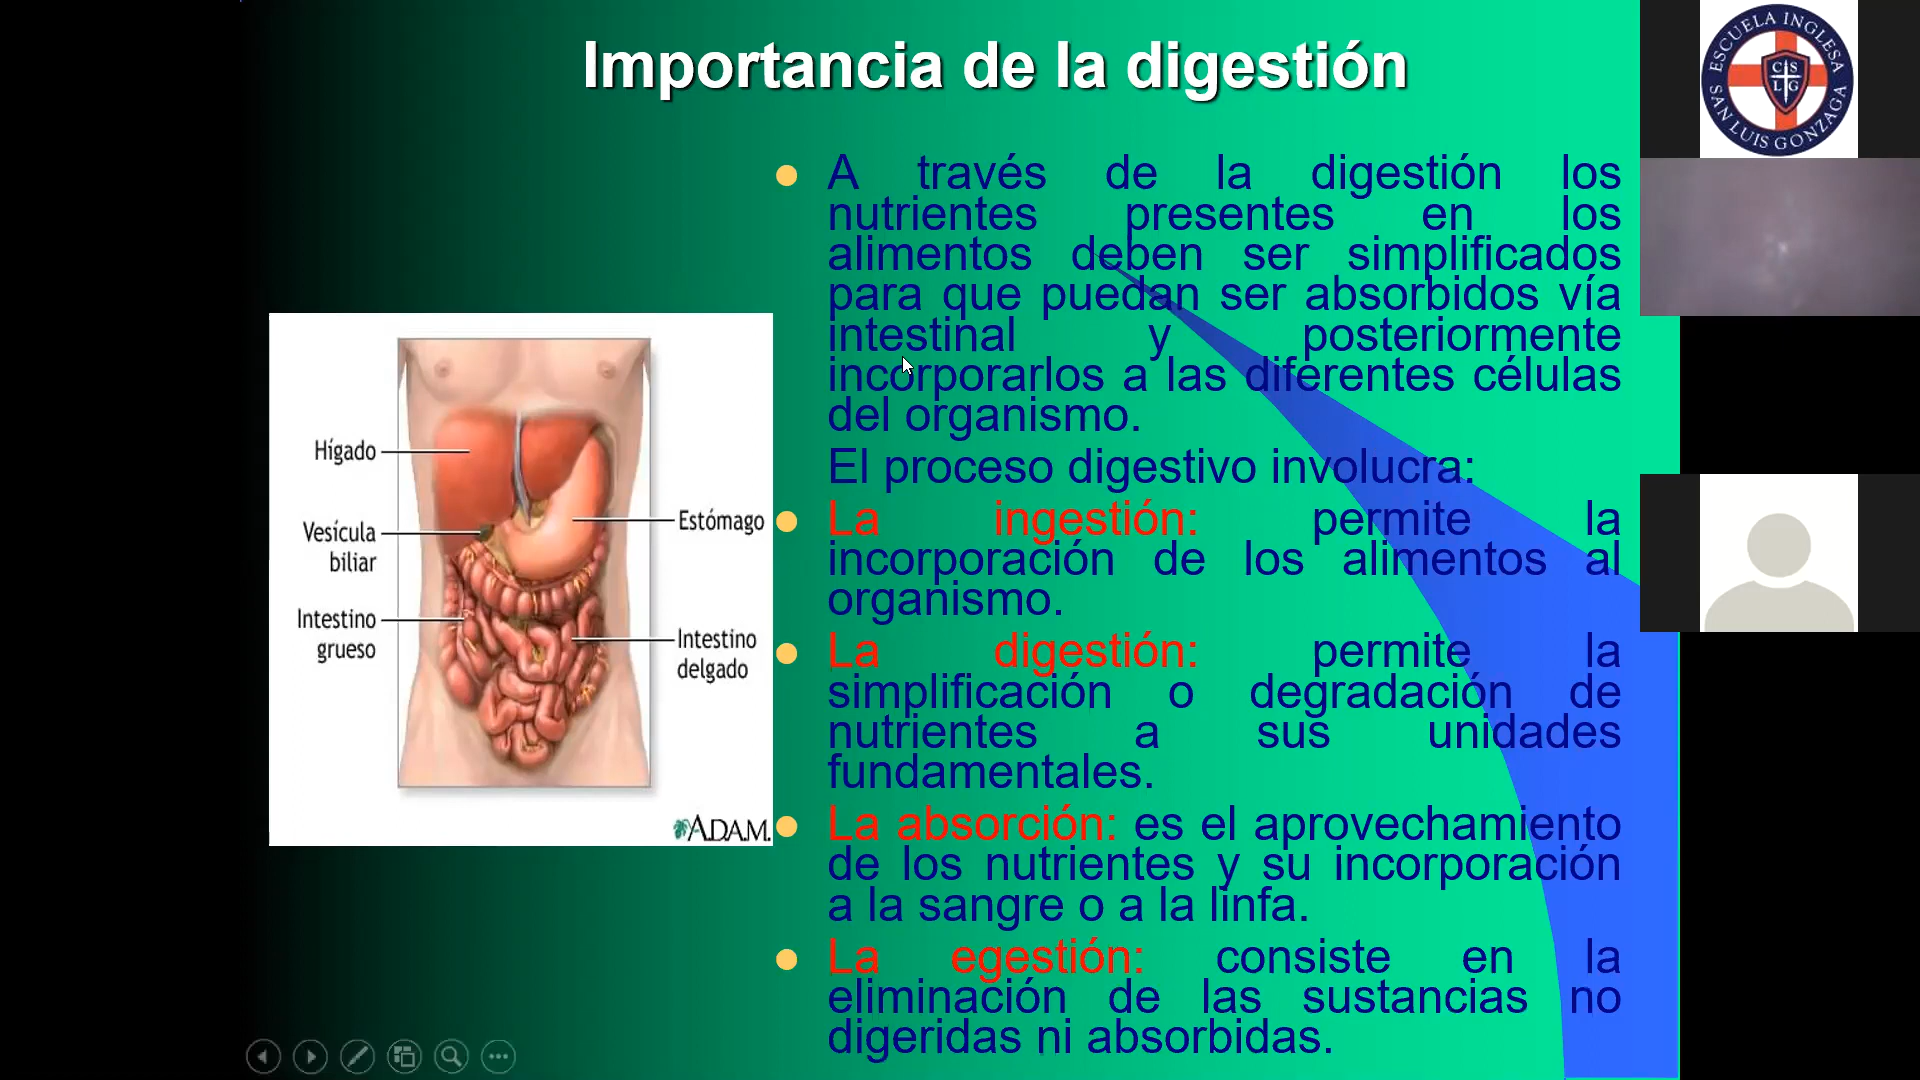 Importancia de la digestión
A través de la digestión los
nutrientes presentes en los
alimentos deben ser simplificados
para que puedan ser absorbidos vía
intestinal y posteriormente
incorporarlos a las diferentes células
del organismo.
El proceso digestivo involucra:
La ingestión: permite la
incorporación de los alimentos al
organismo.
La digestión: permite la
simplificación o degradación de
nutrientes a sus unidades
fundamentales.
La absorción: es el aprovechamiento
de los nutrientes y su incorporación
a la sangre o a la linfa.
La egestión: consiste en la
eliminación de las sustancias no
digeridas ni absorbidas.
Hígado
Vesícula
biliar
Intestino
grueso
Estómago
Intestino
delgado
A.D.A.M.
ESCUELA INGLESA
SAN LUIS GONZAGA
C S
L G